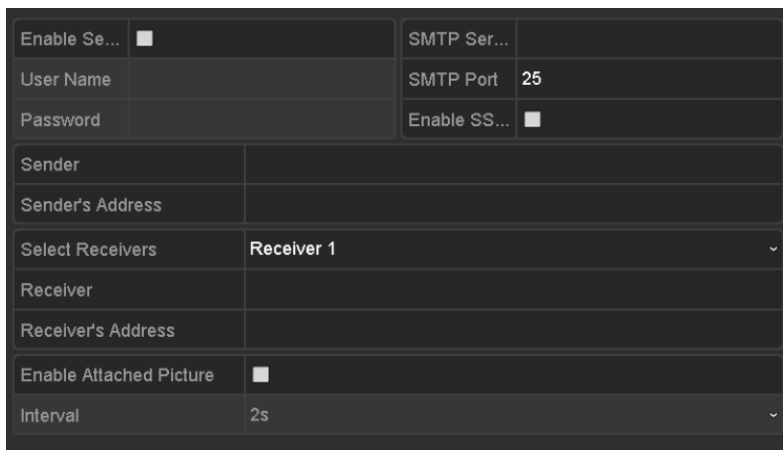 Enable Se...
SMTP Ser...
User Name
SMTP Port 25
Password
Enable SS...
Sender
Sender's Address
Select Receivers Receiver 1
Receiver
Receiver's Address
Enable Attached Picture
Interval 2s